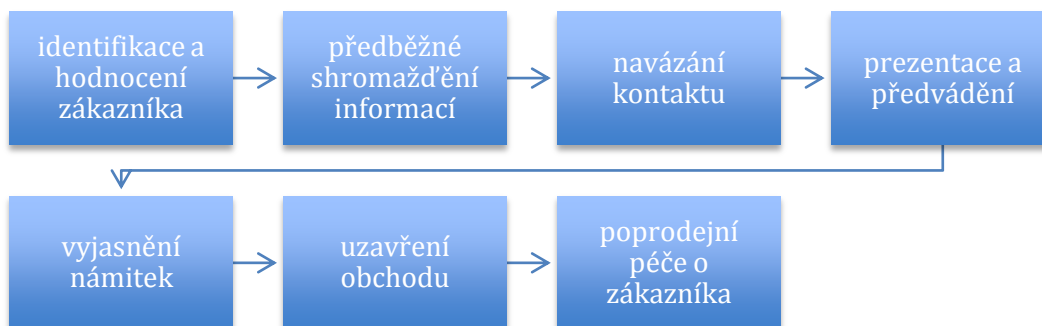 identifikace a
hodnocení
zákazníka
předběžné
shromažďění
informací
navázání
kontaktu
prezentace a
předvádění
vyjasnění
námitek
uzavření
obchodu
poprodejní
péče o
zákazníka